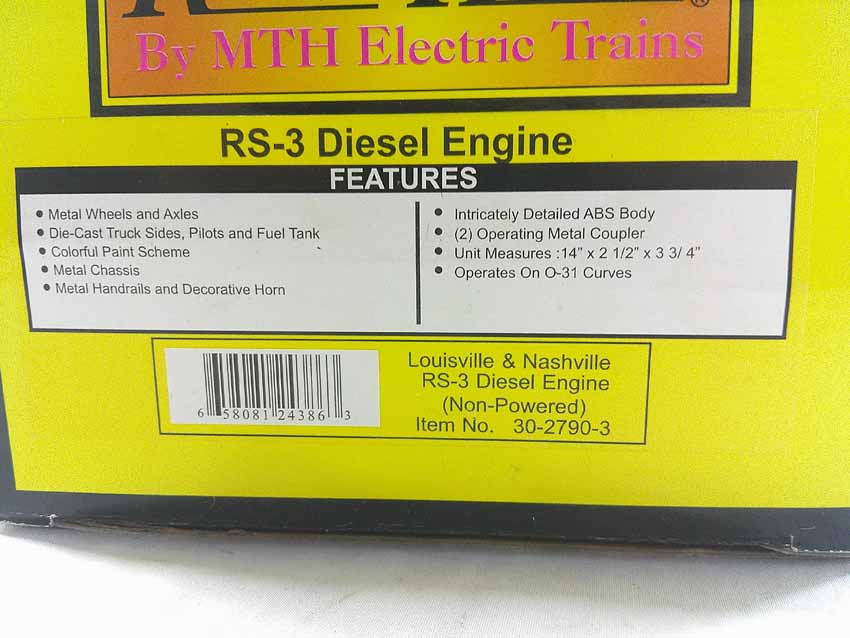 By MTH Electric Trains
RS-3 Diesel Engine
FEATURES
• Metal Wheels and Axles
• Die-Cast Truck Sides, Pilots and Fuel Tank
• Colorful Paint Scheme
• Metal Chassis
• Metal Handrails and Decorative Horn
• Intricately Detailed ABS Body
• (2) Operating Metal Coupler
• Unit Measures :14" x 2 1/2" x 3 3/ 4"
• Operates On O-31 Curves
6 58081 24386 3
Louisville & Nashville
RS-3 Diesel Engine
(Non-Powered)
Item No. 30-2790-3